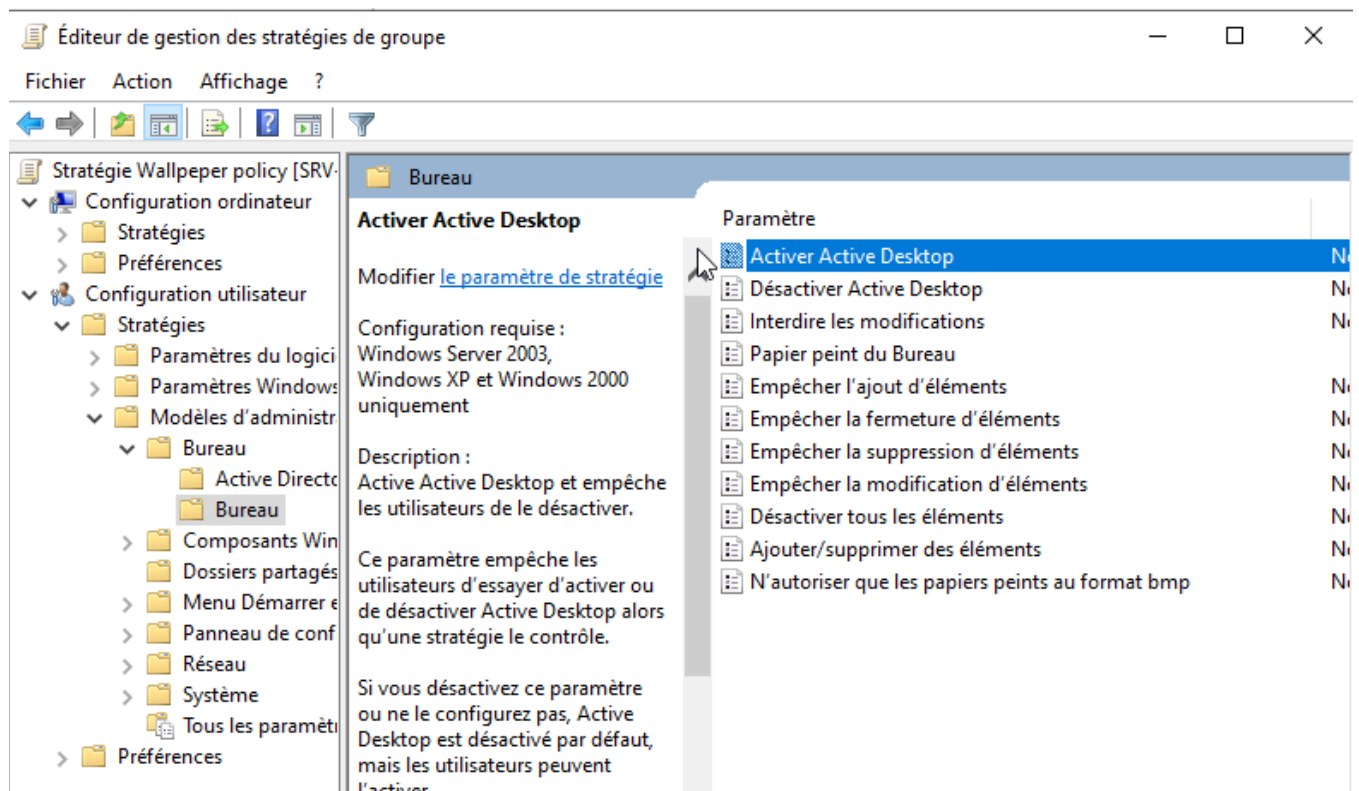 Éditeur de gestion des stratégies de groupe
Fichier Action Affichage ?
Stratégie Wallpeper policy [SRV-
Configuration ordinateur
Stratégies
Préférences
Configuration utilisateur
Stratégies
Paramètres du logici
Paramètres Windows
Modèles d'administr
Bureau
Active Directo
Bureau
Composants Win
Dossiers partagés
Menu Démarrer e
Panneau de conf
Réseau
Système
Tous les paramètr
Préférences
Bureau
Activer Active Desktop
Modifier le paramètre de stratégie
Configuration requise :
Windows Server 2003,
Windows XP et Windows 2000
uniquement
Description :
Active Active Desktop et empêche
les utilisateurs de le désactiver.
Ce paramètre empêche les
utilisateurs d'essayer d'activer ou
de désactiver Active Desktop alors
qu'une stratégie le contrôle.
Si vous désactivez ce paramètre
ou ne le configurez pas, Active
Desktop est désactivé par défaut,
mais les utilisateurs peuvent
l'activer.
Paramètre
Activer Active Desktop
Désactiver Active Desktop
Interdire les modifications
Papier peint du Bureau
Empêcher l'ajout d'éléments
Empêcher la fermeture d'éléments
Empêcher la suppression d'éléments
Empêcher la modification d'éléments
Désactiver tous les éléments
Ajouter/supprimer des éléments
N'autoriser que les papiers peints au format bmp